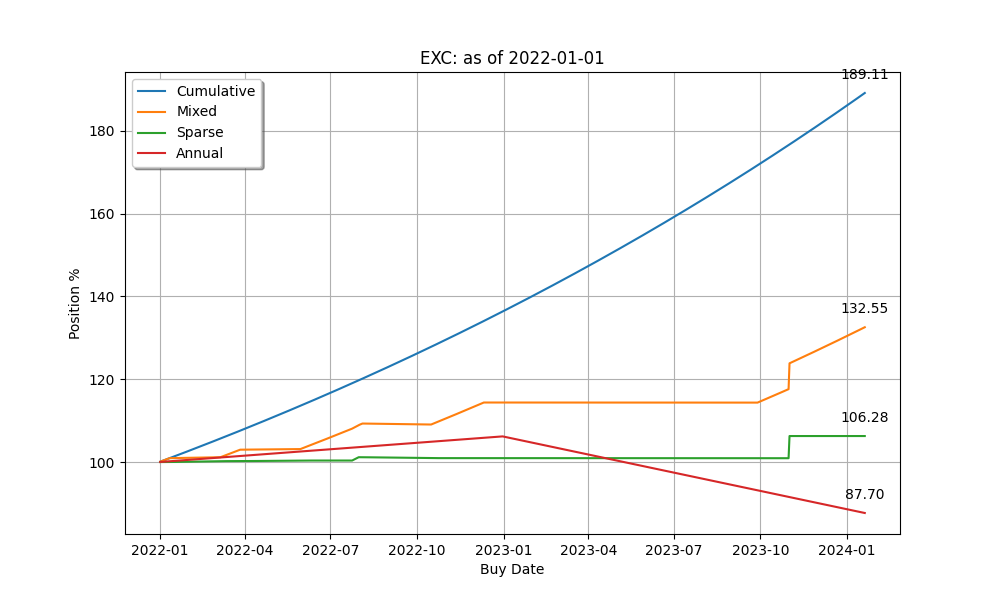 EXC: as of 2022-01-01
189.11
Cumulative
Mixed
Sparse
Annual
180
160
140
120
100
132.55
106.28
87.70
Position %
2022-01 2022-04 2022-07 2022-10 2023-01 2023-04 2023-07 2023-10 2024-01
Buy Date